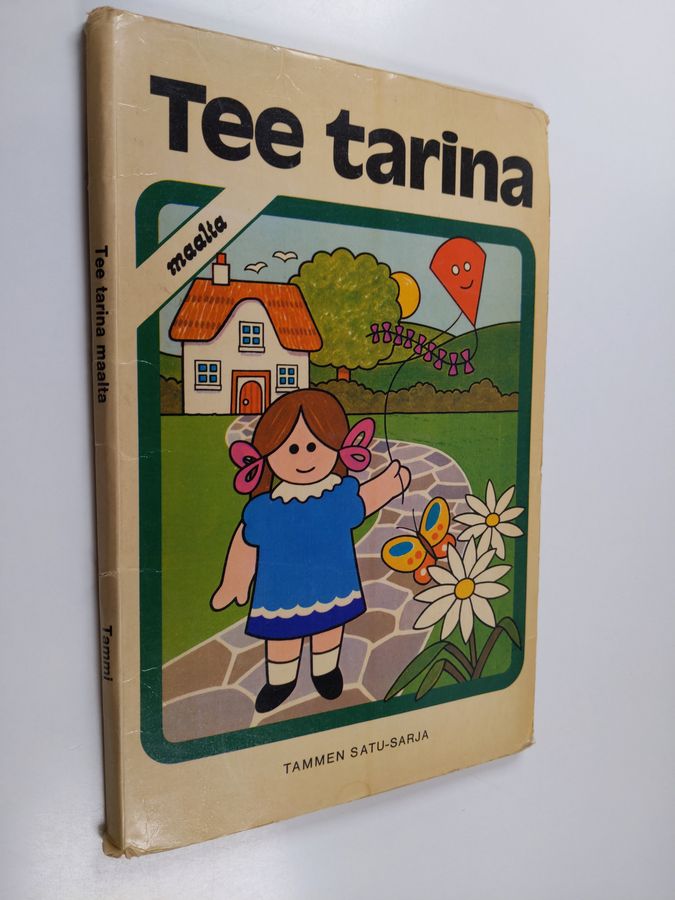 Tee tarina
maalta
TAMMEN SATU-SARJA
Tee tarina maalta
Tammi